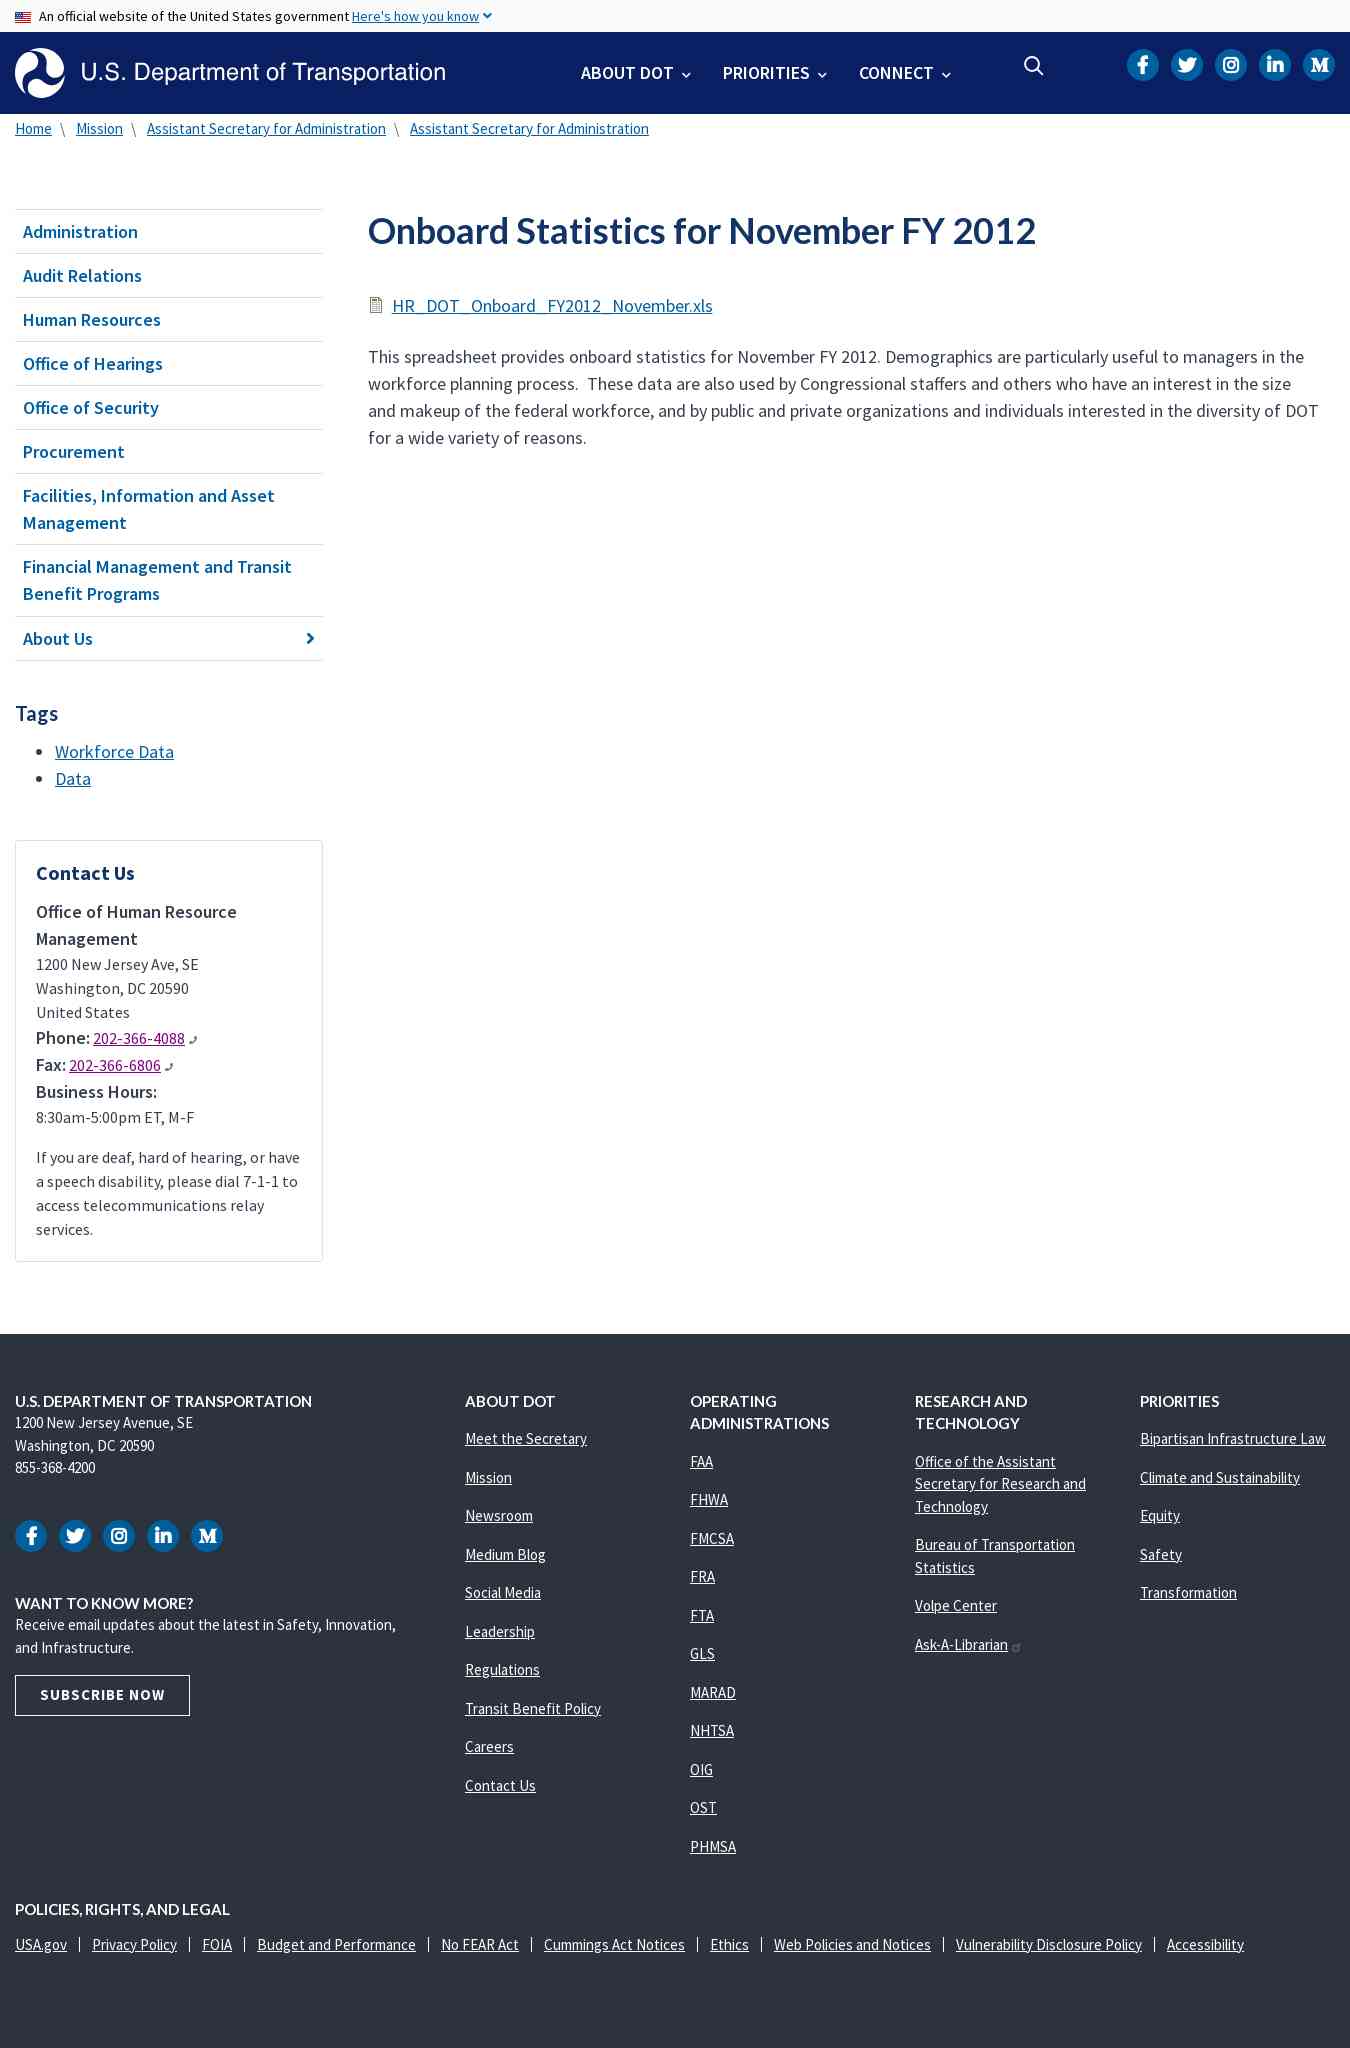 An official website of the United States government Here's how you know
U.S. Department of Transportation
ABOUT DOT
PRIORITIES
CONNECT
Home \ Mission \ Assistant Secretary for Administration \ Assistant Secretary for Administration
Administration
Audit Relations
Human Resources
Office of Hearings
Office of Security
Procurement
Facilities, Information and Asset
Management
Financial Management and Transit
Benefit Programs
About Us
Tags
Workforce Data
Data
Contact Us
Office of Human Resource
Management
1200 New Jersey Ave, SE
Washington, DC 20590
United States
Phone: 202-366-4088
Fax: 202-366-6806
Business Hours:
8:30am-5:00pm ET, M-F
If you are deaf, hard of hearing, or have
a speech disability, please dial 7-1-1 to
access telecommunications relay
services.
Onboard Statistics for November FY 2012
HR_DOT_Onboard_FY2012_November.xls
This spreadsheet provides onboard statistics for November FY 2012. Demographics are particularly useful to managers in the
workforce planning process.  These data are also used by Congressional staffers and others who have an interest in the size
and makeup of the federal workforce, and by public and private organizations and individuals interested in the diversity of DOT
for a wide variety of reasons.
U.S. DEPARTMENT OF TRANSPORTATION
1200 New Jersey Avenue, SE
Washington, DC 20590
855-368-4200
WANT TO KNOW MORE?
Receive email updates about the latest in Safety, Innovation,
and Infrastructure.
SUBSCRIBE NOW
ABOUT DOT
Meet the Secretary
Mission
Newsroom
Medium Blog
Social Media
Leadership
Regulations
Transit Benefit Policy
Careers
Contact Us
OPERATING
ADMINISTRATIONS
FAA
FHWA
FMCSA
FRA
FTA
GLS
MARAD
NHTSA
OIG
OST
PHMSA
RESEARCH AND
TECHNOLOGY
Office of the Assistant
Secretary for Research and
Technology
Bureau of Transportation
Statistics
Volpe Center
Ask-A-Librarian
PRIORITIES
Bipartisan Infrastructure Law
Climate and Sustainability
Equity
Safety
Transformation
POLICIES, RIGHTS, AND LEGAL
USA.gov | Privacy Policy | FOIA | Budget and Performance | No FEAR Act | Cummings Act Notices | Ethics | Web Policies and Notices | Vulnerability Disclosure Policy | Accessibility